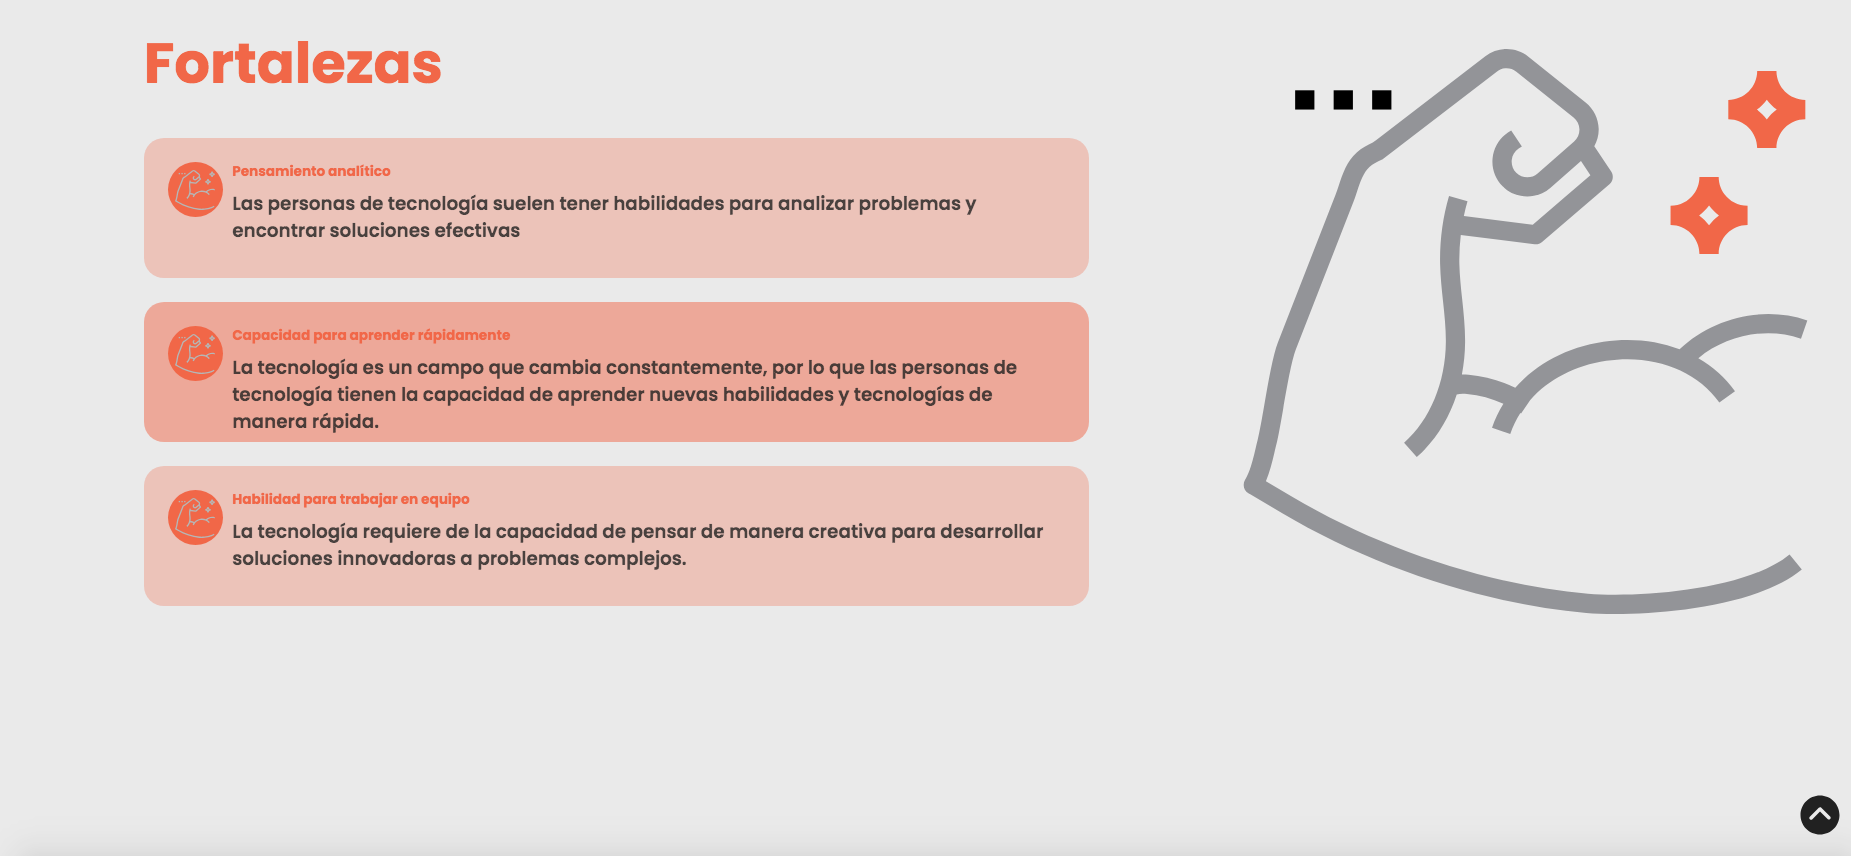 Fortalezas
Pensamiento analítico
Las personas de tecnología suelen tener habilidades para analizar problemas y
encontrar soluciones efectivas
Capacidad para aprender rápidamente
La tecnología es un campo que cambia constantemente, por lo que las personas de
tecnología tienen la capacidad de aprender nuevas habilidades y tecnologías de
manera rápida.
Habilidad para trabajar en equipo
La tecnología requiere de la capacidad de pensar de manera creativa para desarrollar
soluciones innovadoras a problemas complejos.